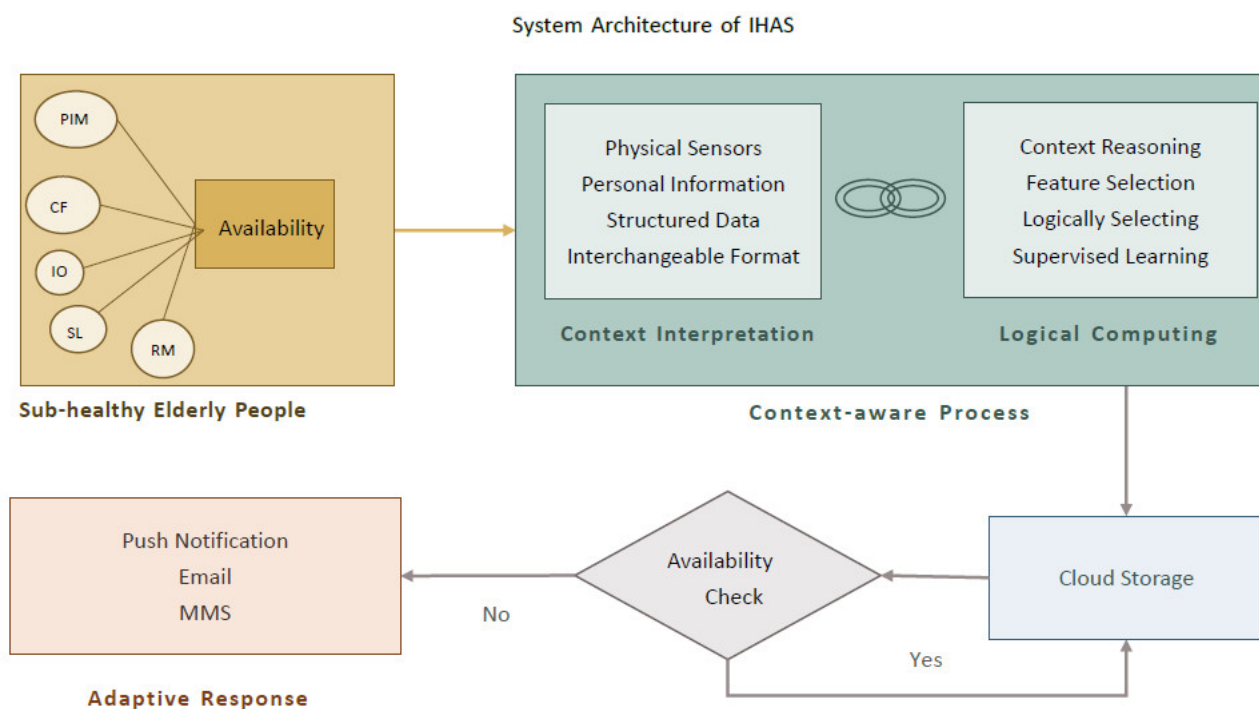 System Architecture of IHAS
PIM
CF
IO
SL
RM
Availability
Sub-healthy Elderly People
Physical Sensors
Personal Information
Structured Data
Interchangeable Format
Context Interpretation
Context Reasoning
Feature Selection
Logically Selecting
Supervised Learning
Logical Computing
Context-aware Process
Push Notification
Email
MMS
Adaptive Response
No
Availability
Check
Yes
Cloud Storage